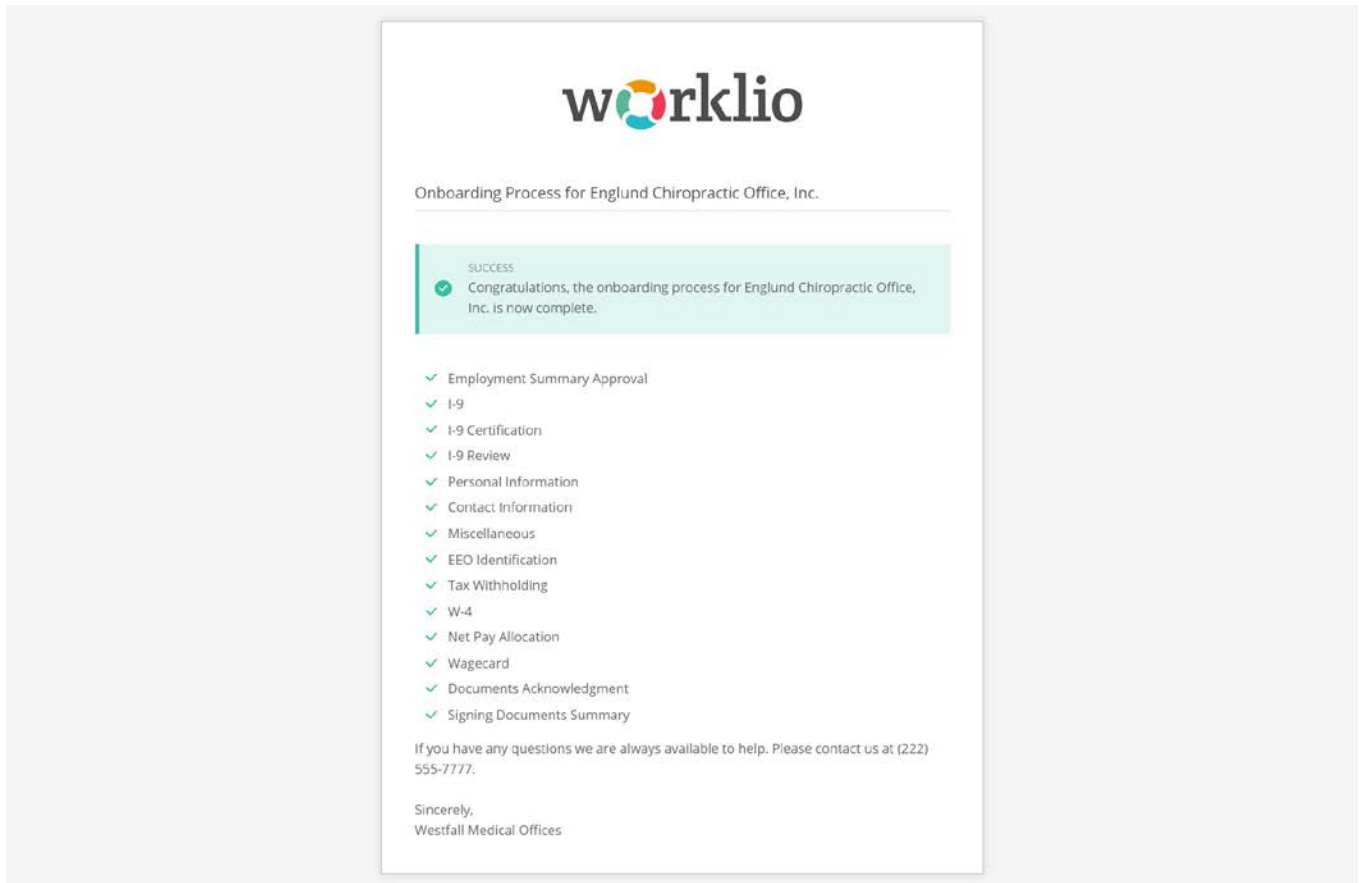 worklio
Onboarding Process for Englund Chiropractic Office, Inc.
SUCCESS
Congratulations, the onboarding process for Englund Chiropractic Office,
Inc. is now complete.
Employment Summary Approval
I-9
I-9 Certification
I-9 Review
Personal Information
Contact Information
Miscellaneous
EEO Identification
Tax Withholding
W-4
Net Pay Allocation
Wagecard
Documents Acknowledgment
Signing Documents Summary
If you have any questions we are always available to help. Please contact us at (222)
555-7777.
Sincerely,
Westfall Medical Offices